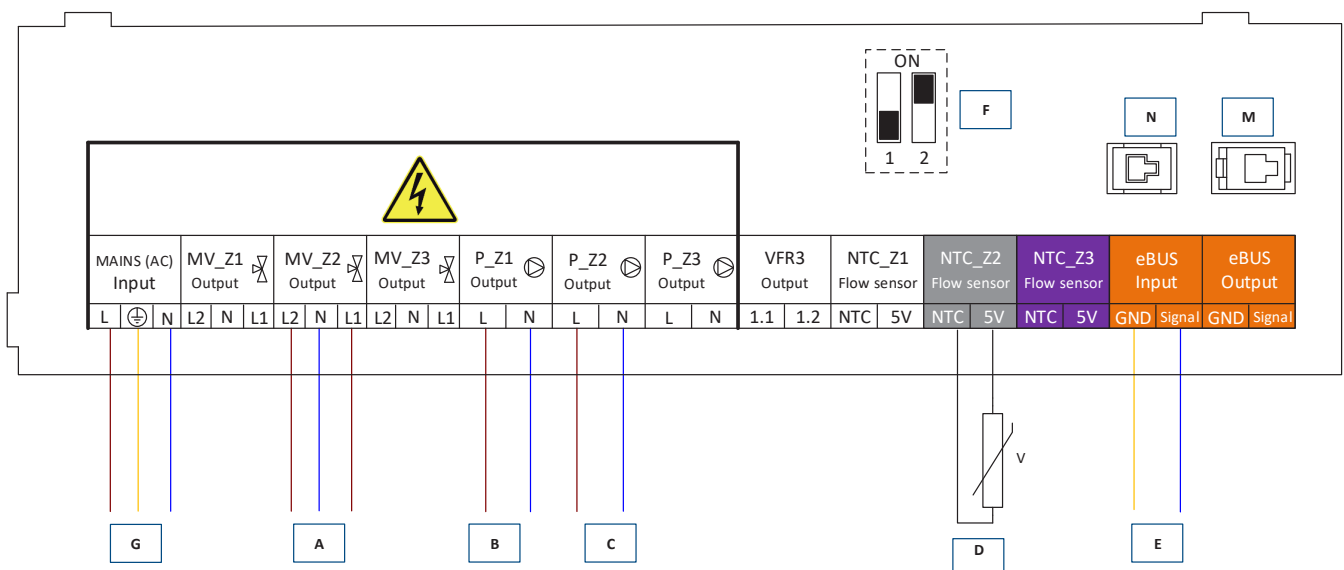 ON
1 2
F
N
M
MAINS (AC) Input
MV_Z1 Output
MV_Z2 Output
MV_Z3 Output
P_Z1 Output
P_Z2 Output
P_Z3 Output
VFR3 Output
NTC_Z1 Flow sensor
NTC_Z2 Flow sensor
NTC_Z3 Flow sensor
eBUS Input
eBUS Output
L N L2 N L1 L2 N L1 L2 N L1 L N L N L N 1.1 1.2 NTC 5V NTC 5V NTC 5V GND Signal GND Signal
V
G
A
B
C
D
E